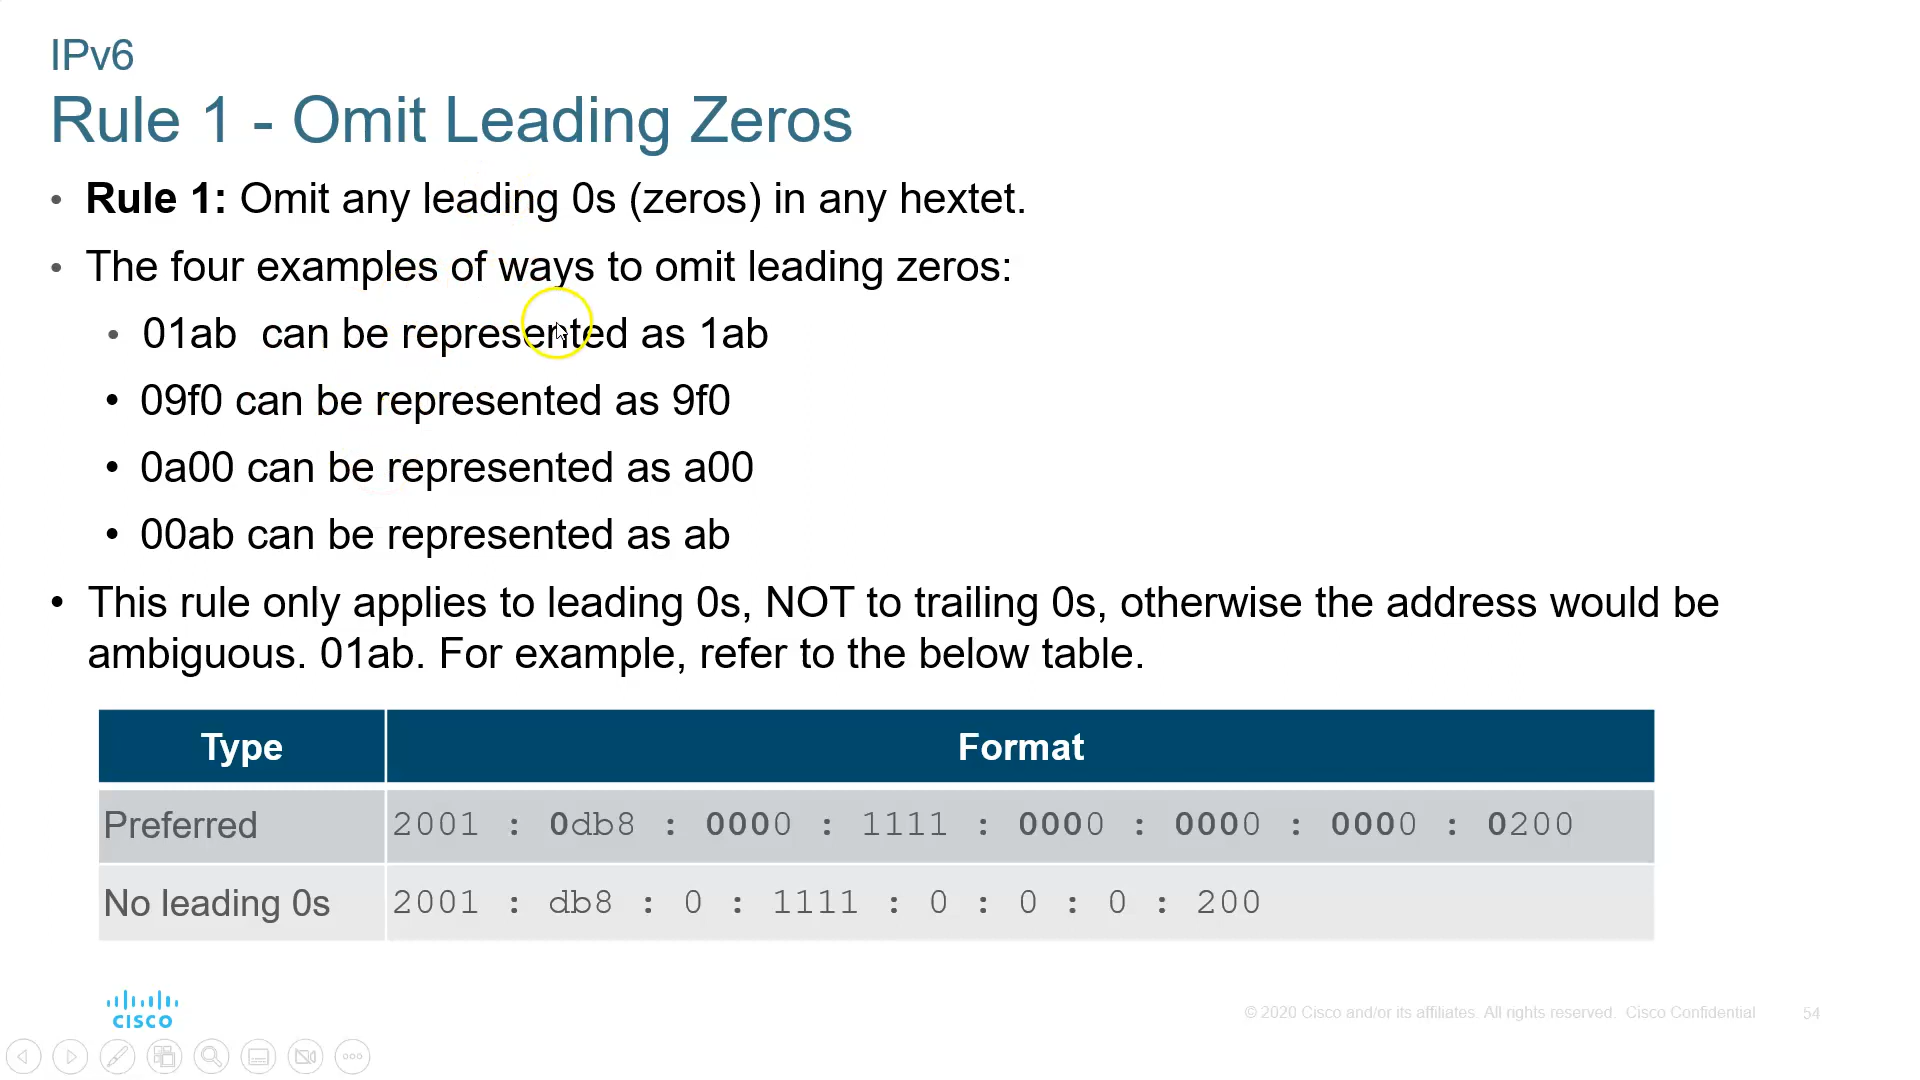 IPv6
Rule 1 - Omit Leading Zeros
• Rule 1: Omit any leading 0s (zeros) in any hextet.
• The four examples of ways to omit leading zeros:
• 01ab  can be represented as 1ab
• 09f0 can be represented as 9f0
• 0a00 can be represented as a00
• 00ab can be represented as ab
• This rule only applies to leading 0s, NOT to trailing 0s, otherwise the address would be
ambiguous. 01ab. For example, refer to the below table.
Type Format
Preferred 2001 : 0db8 : 0000 : 1111 : 0000 : 0000 : 0000 : 0200
No leading 0s 2001 : db8 : 0 : 1111 : 0 : 0 : 0 : 200
CISCO
© 2020 Cisco and/or its affiliates. All rights reserved.  Cisco Confidential 54